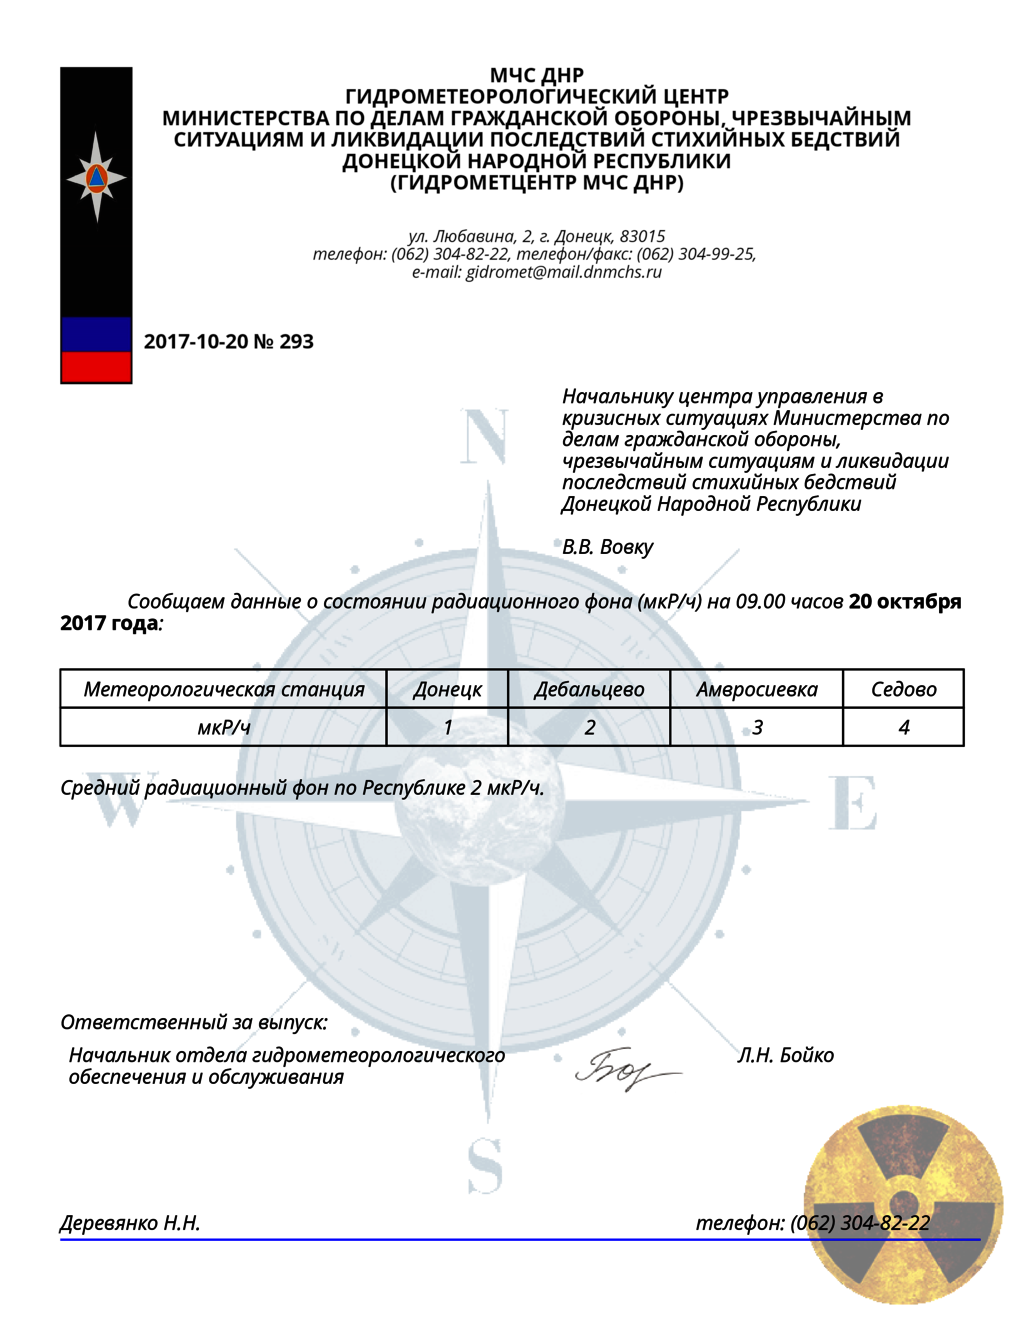 МЧС ДНР
ГИДРОМЕТЕОРОЛОГИЧЕСКИЙ ЦЕНТР
МИНИСТЕРСТВА ПО ДЕЛАМ ГРАЖДАНСКОЙ ОБОРОНЫ, ЧРЕЗВЫЧАЙНЫМ
СИТУАЦИЯМ И ЛИКВИДАЦИИ ПОСЛЕДСТВИЙ СТИХИЙНЫХ БЕДСТВИЙ
ДОНЕЦКОЙ НАРОДНОЙ РЕСПУБЛИКИ
(ГИДРОМЕТЦЕНТР МЧС ДНР)
ул. Любавина, 2, г. Донецк, 83015
телефон: (062) 304-82-22, телефон/факс: (062) 304-99-25,
e-mail: gidromet@mail.dnmchs.ru
2017-10-20 № 293
Начальнику центра управления в
кризисных ситуациях Министерства по
делам гражданской обороны,
чрезвычайным ситуациям и ликвидации
последствий стихийных бедствий
Донецкой Народной Республики
В.В. Вовку
N
Сообщаем данные о состоянии радиационного фона (мкР/ч) на 09.00 часов 20 октября
2017 года:
Метеорологическая станция Донецк Дебальцево Амвросиевка Седово
мкР/ч 1 2 3 4
Средний радиационный фон по Республике 2 мкР/ч.
W E
Ответственный за выпуск:
Начальник отдела гидрометеорологического
обеспечения и обслуживания
Л.Н. Бойко
S
Деревянко Н.Н. телефон: (062) 304-82-22